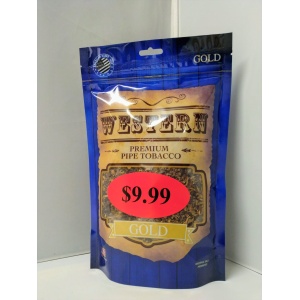 GOLD
WESTERN
PREMIUM
PIPE TOBACCO
$9.99
GOLD